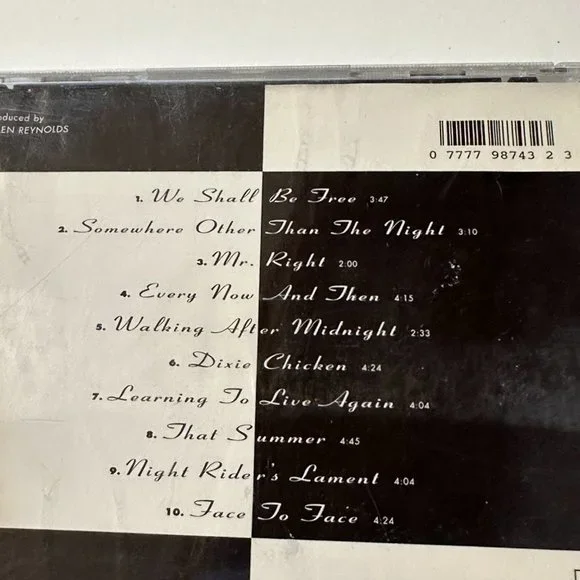 oduced by
LEN REYNOLDS
0 7777 98743 2 3
1. We Shall Be Free 3:47
2. Somewhere Other Than The Night 3:10
3. Mr. Right 2:00
4. Every Now And Then 4:15
5. Walking After Midnight 2:33
6. Dixie Chicken 4:24
7. Learning To Live Again 4:04
8. That Summer 4:45
9. Night Rider's Lament 4:04
10. Face To Face 4:24